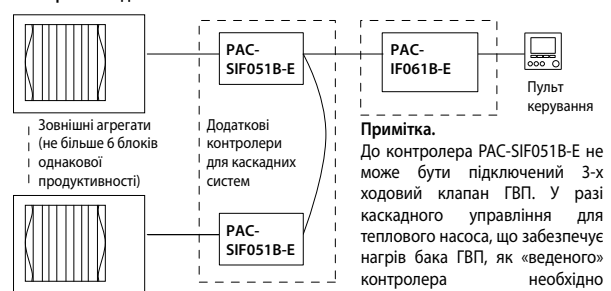 PAC-
SIF051B-E
PAC-
IF061B-E
Пульт
керування
Зовнішні агрегати
(не більше 6 блоків
однакової
продуктивності)
Додаткові
контролери
для каскадних
систем
PAC-
SIF051B-E
Примітка.
До контролера PAC-SIF051B-E не
може бути підключений 3-х
ходовий клапан ГВП. У разі
каскадного управління для
теплового насоса, що забезпечує
нагрів бака ГВП, як «веденого»
контролера необхідно